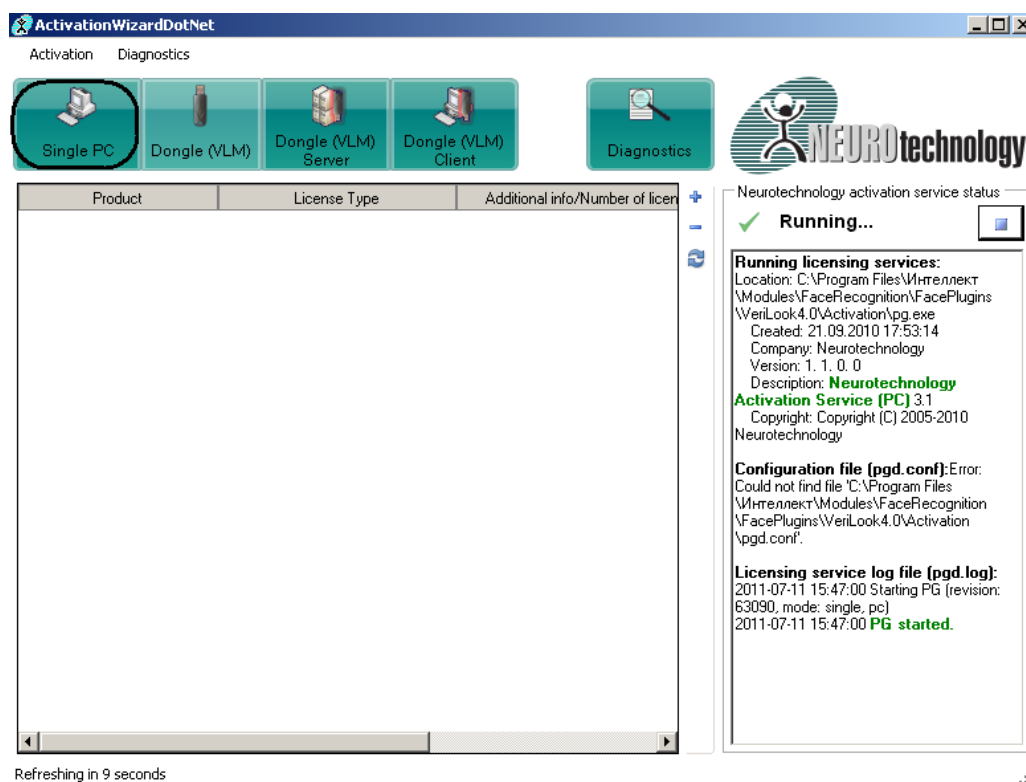 ActivationWizardDotNet
Activation Diagnostics
Single PC
Dongle (VLM)
Dongle (VLM)
Server
Dongle (VLM)
Client
Diagnostics
NEUROtechnology
Product License Type Additional info/Number of licen
Neurotechnology activation service status
Running...
Running licensing services:
Location: C:\Program Files\Интеллект
\Modules\FaceRecognition\FacePlugins
\VeriLook4.0\Activation\pg.exe
Created: 21.09.2010 17:53:14
Company: Neurotechnology
Version: 1. 1. 0. 0
Description: Neurotechnology
Activation Service (PC) 3.1
Copyright: Copyright (C) 2005-2010
Neurotechnology
Configuration file (pgd.conf):Error:
Could not find file 'C:\Program Files
\Интеллект\Modules\FaceRecognition
\FacePlugins\VeriLook4.0\Activation
\pgd.conf'.
Licensing service log file (pgd.log):
2011-07-11 15:47:00 Starting PG (revision:
63090, mode: single, pc)
2011-07-11 15:47:00 PG started.
Refreshing in 9 seconds